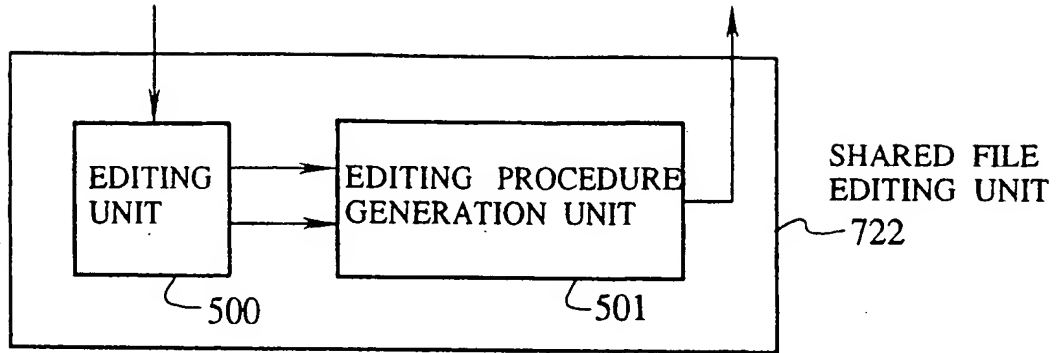 EDITING
UNIT
500
EDITING PROCEDURE
GENERATION UNIT
501
SHARED FILE
EDITING UNIT
722